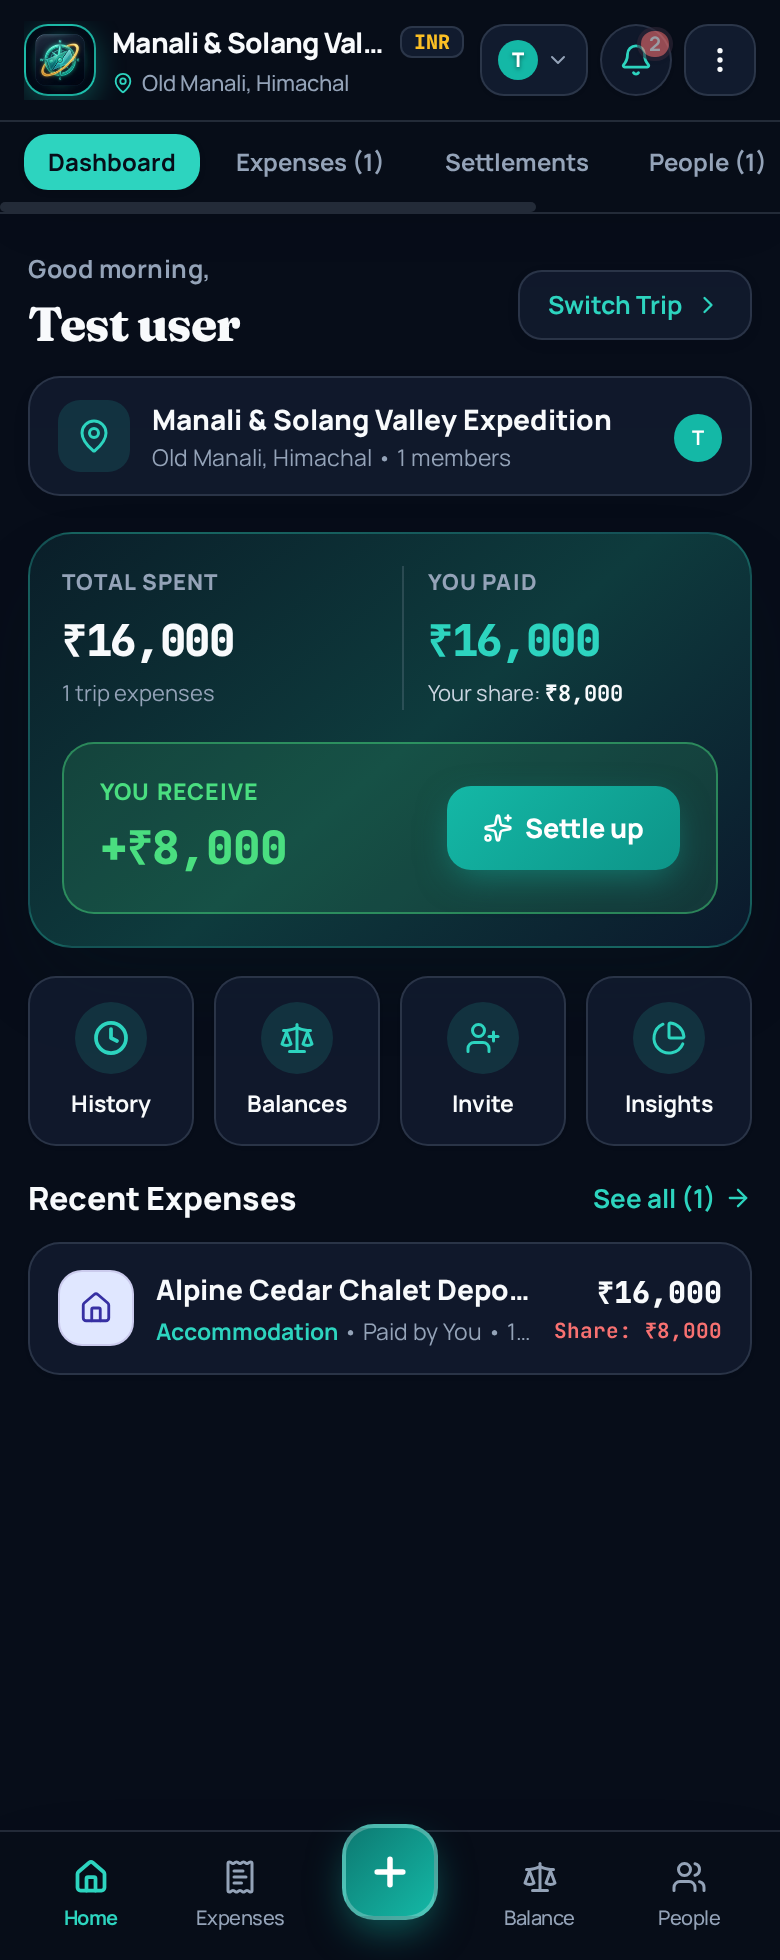 Manali & Solang Val... INR
Old Manali, Himachal
T
2
Dashboard Expenses (1) Settlements People (1)
Good morning,
Test user
Switch Trip
Manali & Solang Valley Expedition
Old Manali, Himachal • 1 members
T
TOTAL SPENT
₹16,000
1 trip expenses
YOU PAID
₹16,000
Your share: ₹8,000
YOU RECEIVE
+₹8,000
Settle up
History
Balances
Invite
Insights
Recent Expenses
See all (1)
Alpine Cedar Chalet Depo...
₹16,000
Accommodation • Paid by You • 1...
Share: ₹8,000
Home
Expenses
Balance
People